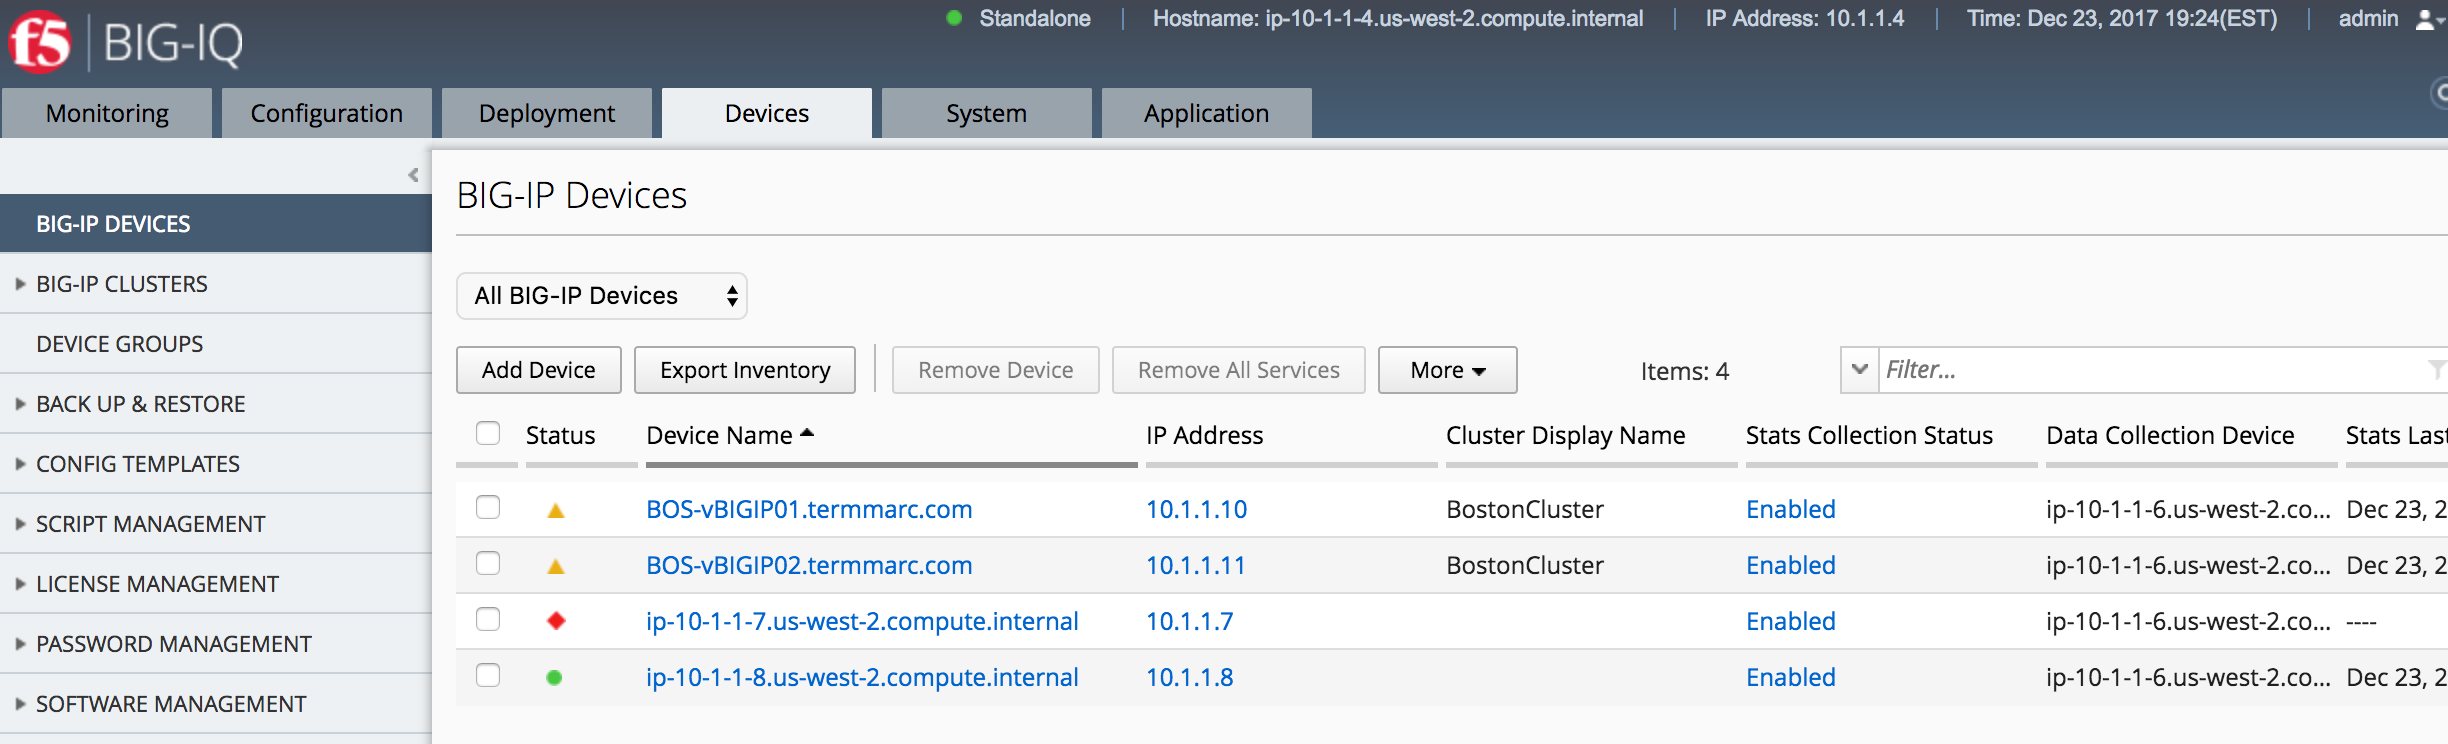 Standalone | Hostname: ip-10-1-1-4.us-west-2.compute.internal | IP Address: 10.1.1.4 | Time: Dec 23, 2017 19:24(EST) | admin
f5 BIG-IQ
Monitoring Configuration Deployment Devices System Application
BIG-IP Devices
BIG-IP DEVICES
BIG-IP CLUSTERS
DEVICE GROUPS
BACK UP & RESTORE
CONFIG TEMPLATES
SCRIPT MANAGEMENT
LICENSE MANAGEMENT
PASSWORD MANAGEMENT
SOFTWARE MANAGEMENT
All BIG-IP Devices
Add Device Export Inventory Remove Device Remove All Services More Items: 4 Filter...
Status Device Name IP Address Cluster Display Name Stats Collection Status Data Collection Device Stats Last
BOS-vBIGIP01.termmarc.com 10.1.1.10 BostonCluster Enabled ip-10-1-1-6.us-west-2.co... Dec 23, 2
BOS-vBIGIP02.termmarc.com 10.1.1.11 BostonCluster Enabled ip-10-1-1-6.us-west-2.co... Dec 23, 2
ip-10-1-1-7.us-west-2.compute.internal 10.1.1.7 Enabled ip-10-1-1-6.us-west-2.co... ----
ip-10-1-1-8.us-west-2.compute.internal 10.1.1.8 Enabled ip-10-1-1-6.us-west-2.co... Dec 23, 2